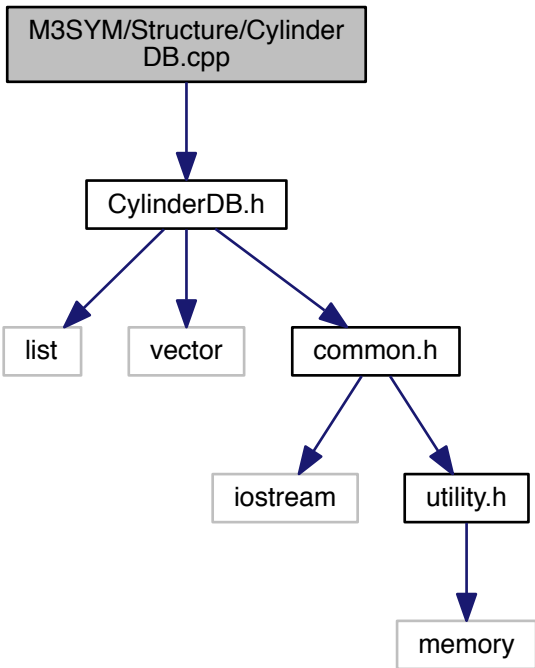 M3SYM/Structure/Cylinder
DB.cpp
CylinderDB.h
list
vector
common.h
iostream
utility.h
memory